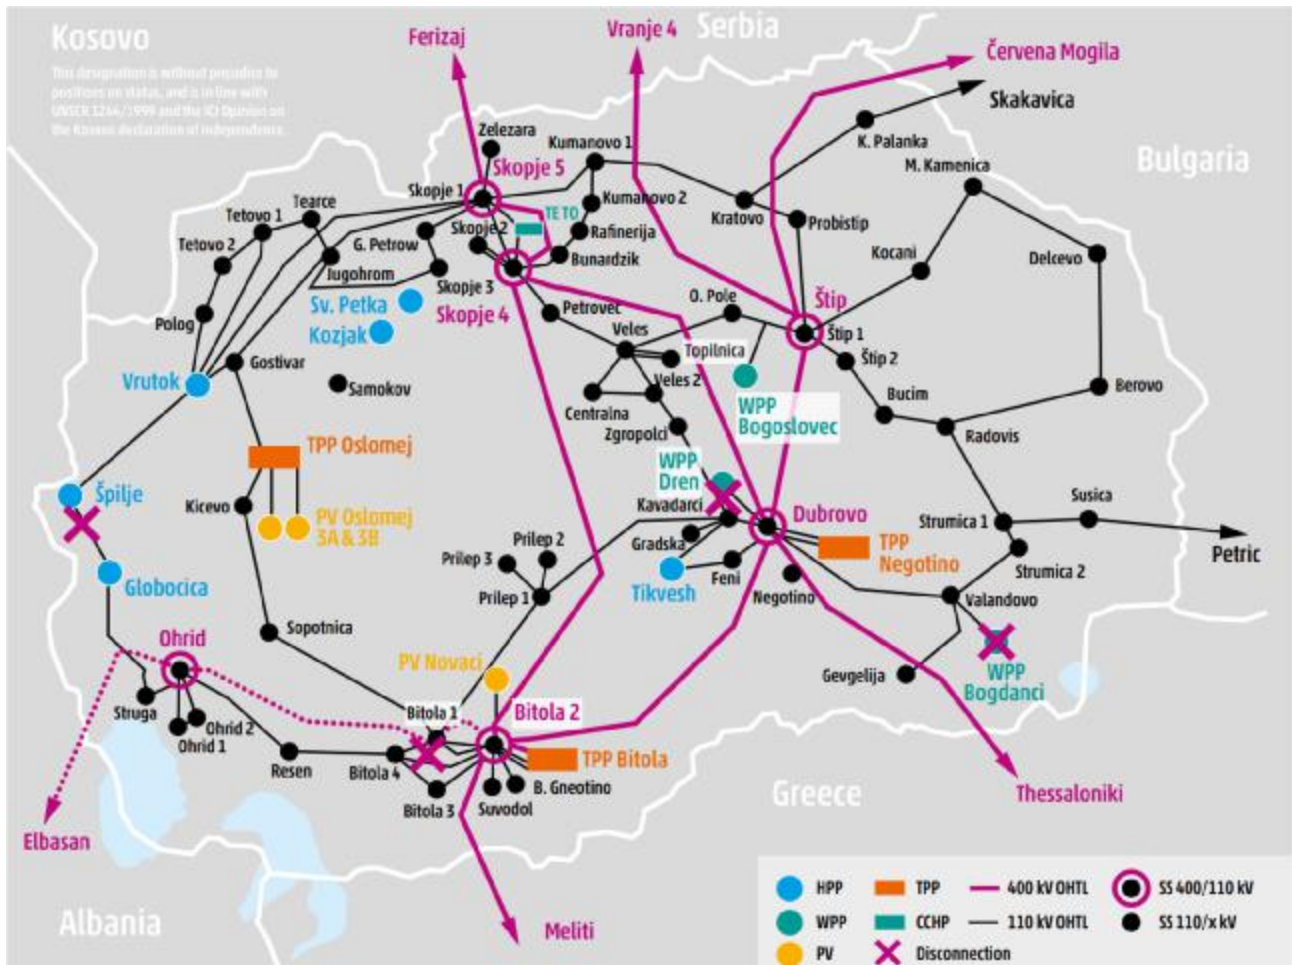 Kosovo
This designation is without prejudice to
positions on status, and is in line with
UNSCR 1244/1999 and the ICJ Opinion on
the Kosovo declaration of independence.
Ferizaj
Vranje 4
Serbia
Červena Mogila
Skakavica
Bulgaria
Zelezara
Kumanovo 1
K. Palanka
M. Kamenica
Skopje 5
Skopje 1
Kumanovo 2
Kratovo
Probistip
Tearce
Tetovo 1
Tetovo 2
G. Petrow
Skopje 2
TE TO
Rafinerija
Bunardzik
Kocani
Delcevo
Jugohrom
Skopje 3
Sv. Petka
Skopje 4
Petrovec
O. Pole
Štip
Štip 1
Polog
Kozjak
Veles
Topilnica
Štip 2
Gostivar
Vrutok
Samokov
Veles 2
Bucim
Berovo
Centralna
WPP
Bogoslovec
Zgropolci
Radovis
TPP Oslomej
WPP
Dren
Špilje
Kicevo
PV Oslomej
3A & 3B
Kavadarci
Dubrovo
Strumica 1
Susica
Petric
Gradska
TPP
Negotino
Prilep 2
Prilep 3
Strumica 2
Globocica
Prilep 1
Tikvesh
Feni
Negotino
Valandovo
Sopotnica
Ohrid
PV Novaci
Gevgelija
WPP
Bogdanci
Struga
Ohrid 2
Ohrid 1
Bitola 1
Bitola 2
Resen
Bitola 4
TPP Bitola
B. Gneotino
Bitola 3
Suvodol
Greece
Thessaloniki
Elbasan
Albania
Meliti
HPP
TPP
400 kV OHTL
SS 400/110 kV
WPP
CCHP
110 kV OHTL
SS 110/x kV
PV
Disconnection